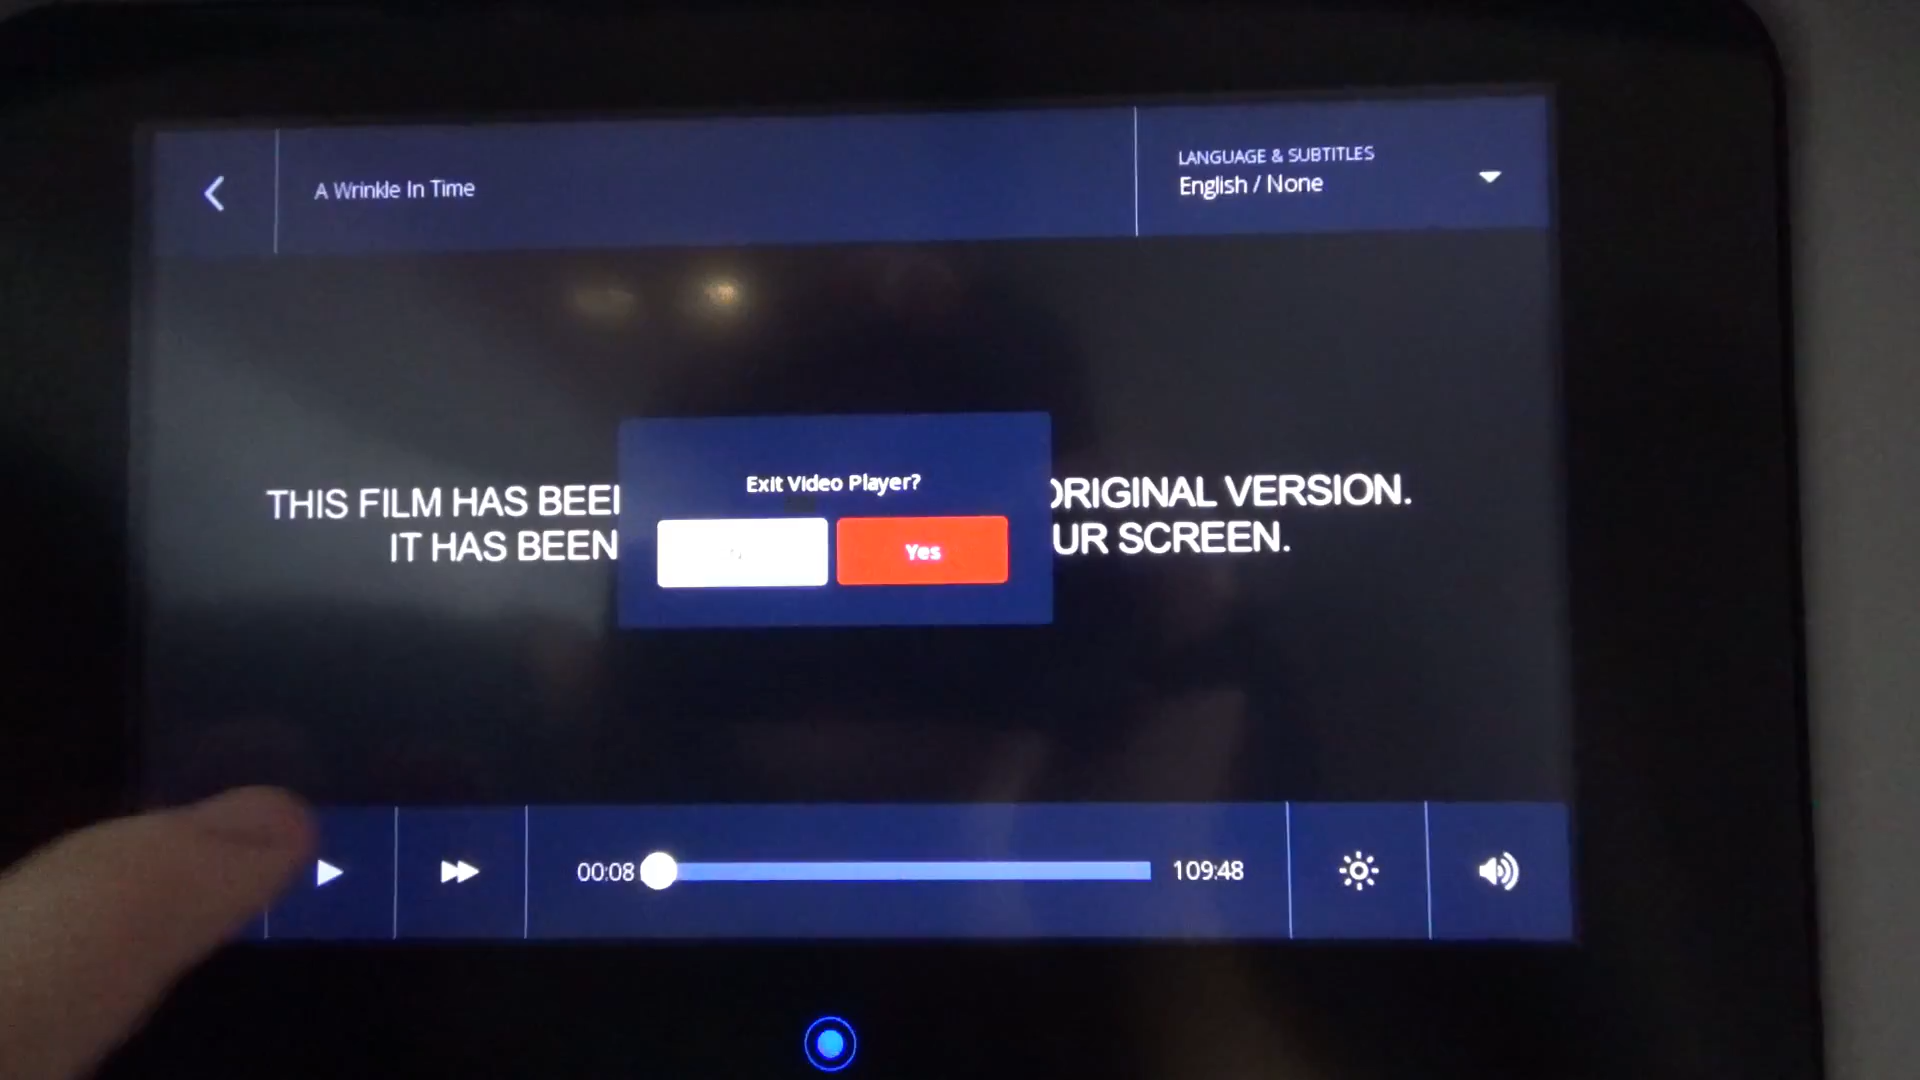 A Wrinkle In Time
LANGUAGE & SUBTITLES
English / None
THIS FILM HAS BEE ORIGINAL VERSION.
IT HAS BEEN UR SCREEN.
Exit Video Player?
Yes
00:08
109:48